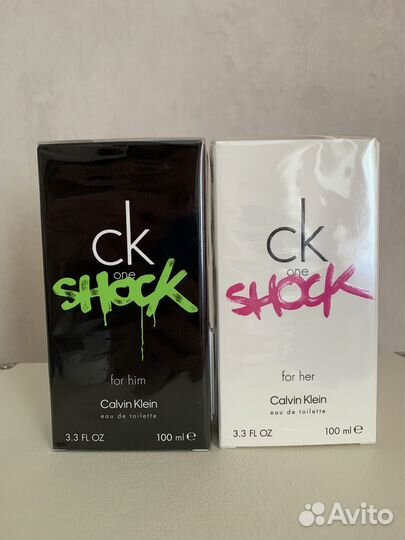 ck
one
SHOCK
for him
Calvin Klein
eau de toilette
3.3 FL OZ 100 ml e
ck
one
SHOCK
for her
Calvin Klein
eau de toilette
3.3 FL OZ 100 ml e
Avito